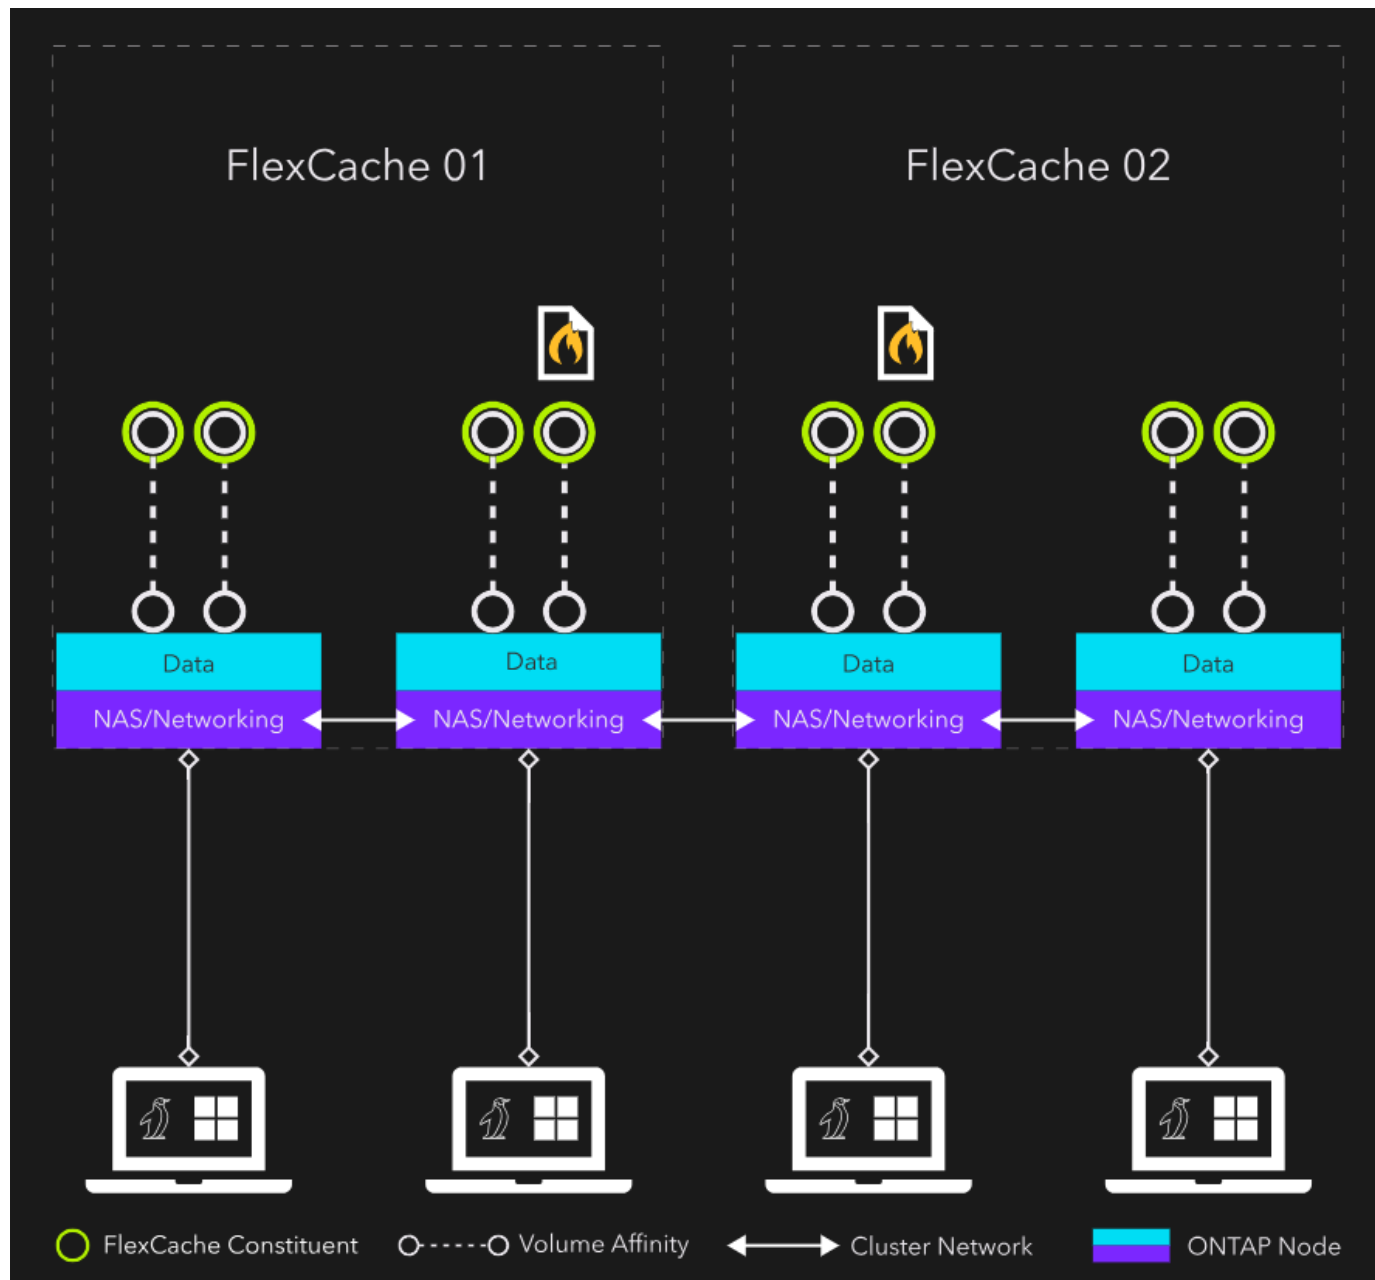 FlexCache 01
FlexCache 02
Data
Data
Data
Data
NAS/Networking
NAS/Networking
NAS/Networking
NAS/Networking
FlexCache Constituent
Volume Affinity
Cluster Network
ONTAP Node